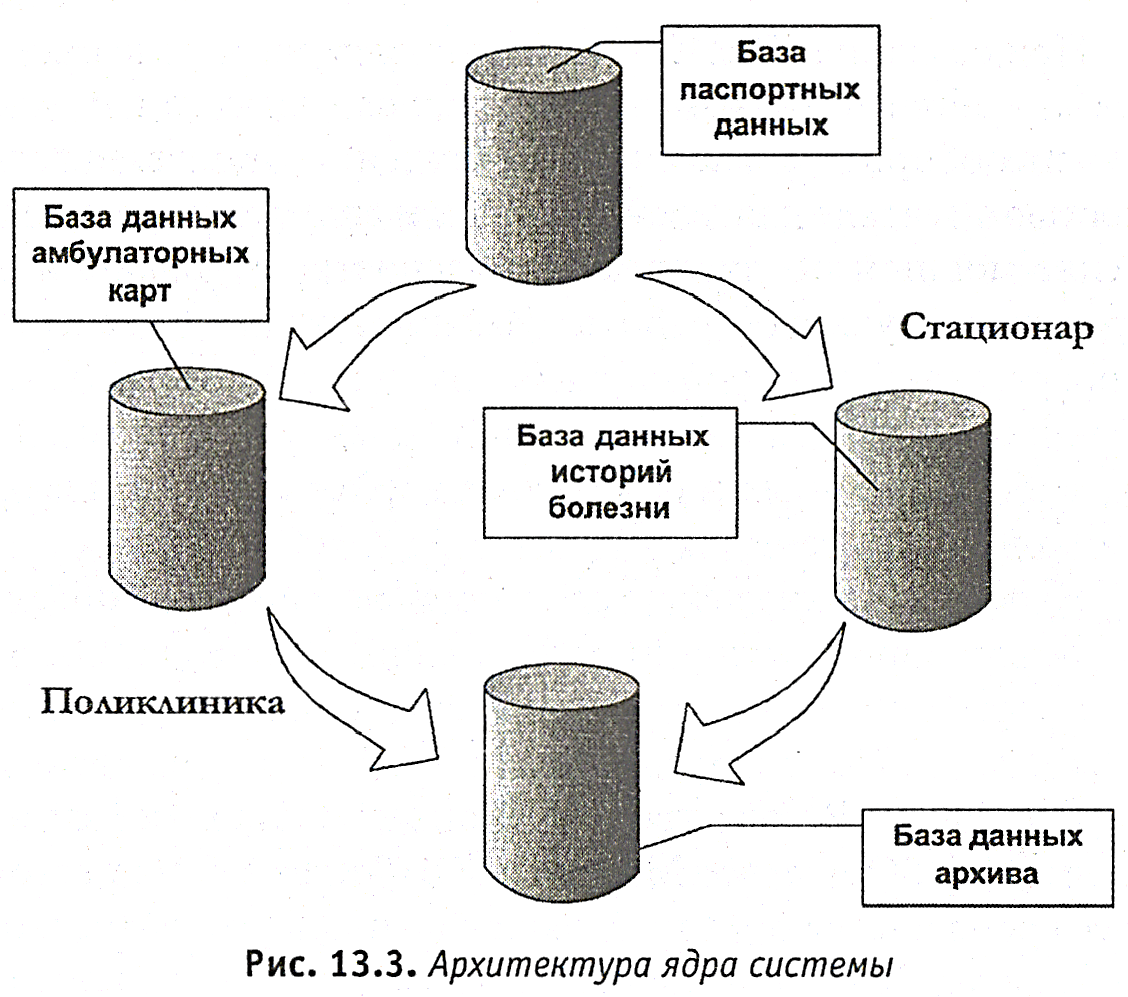 База
паспортных
данных
База данных
амбулаторных
карт
Стационар
База данных
историй
болезни
Поликлиника
База данных
архива
Рис. 13.3. Архитектура ядра системы